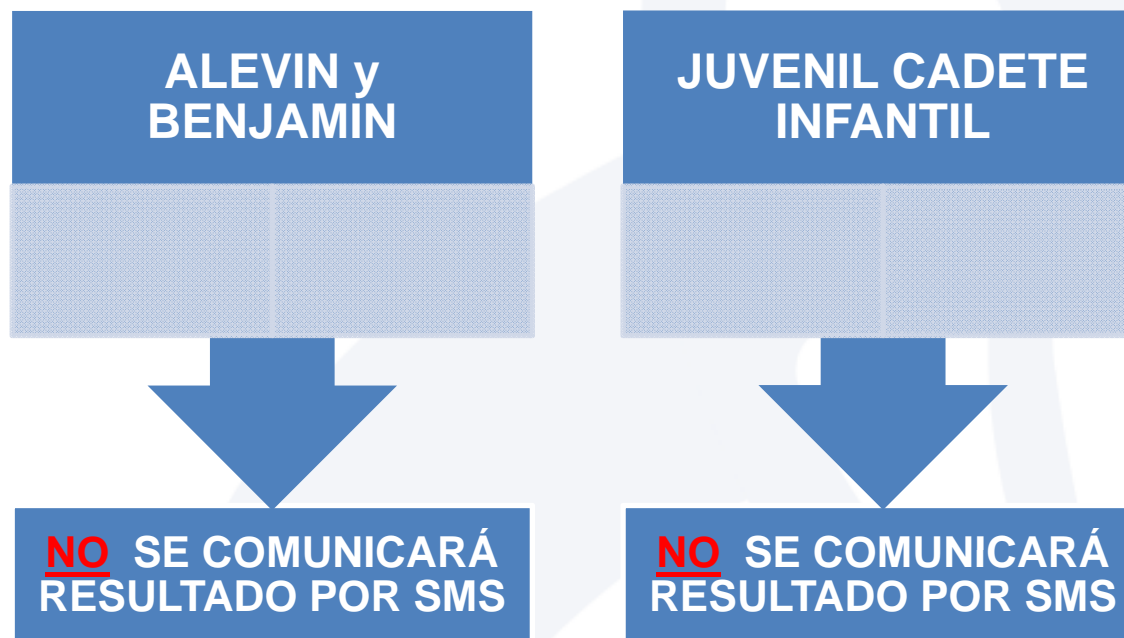 ALEVIN y
BENJAMIN
NO SE COMUNICARÁ
RESULTADO POR SMS
JUVENIL CADETE
INFANTIL
NO SE COMUNICARÁ
RESULTADO POR SMS